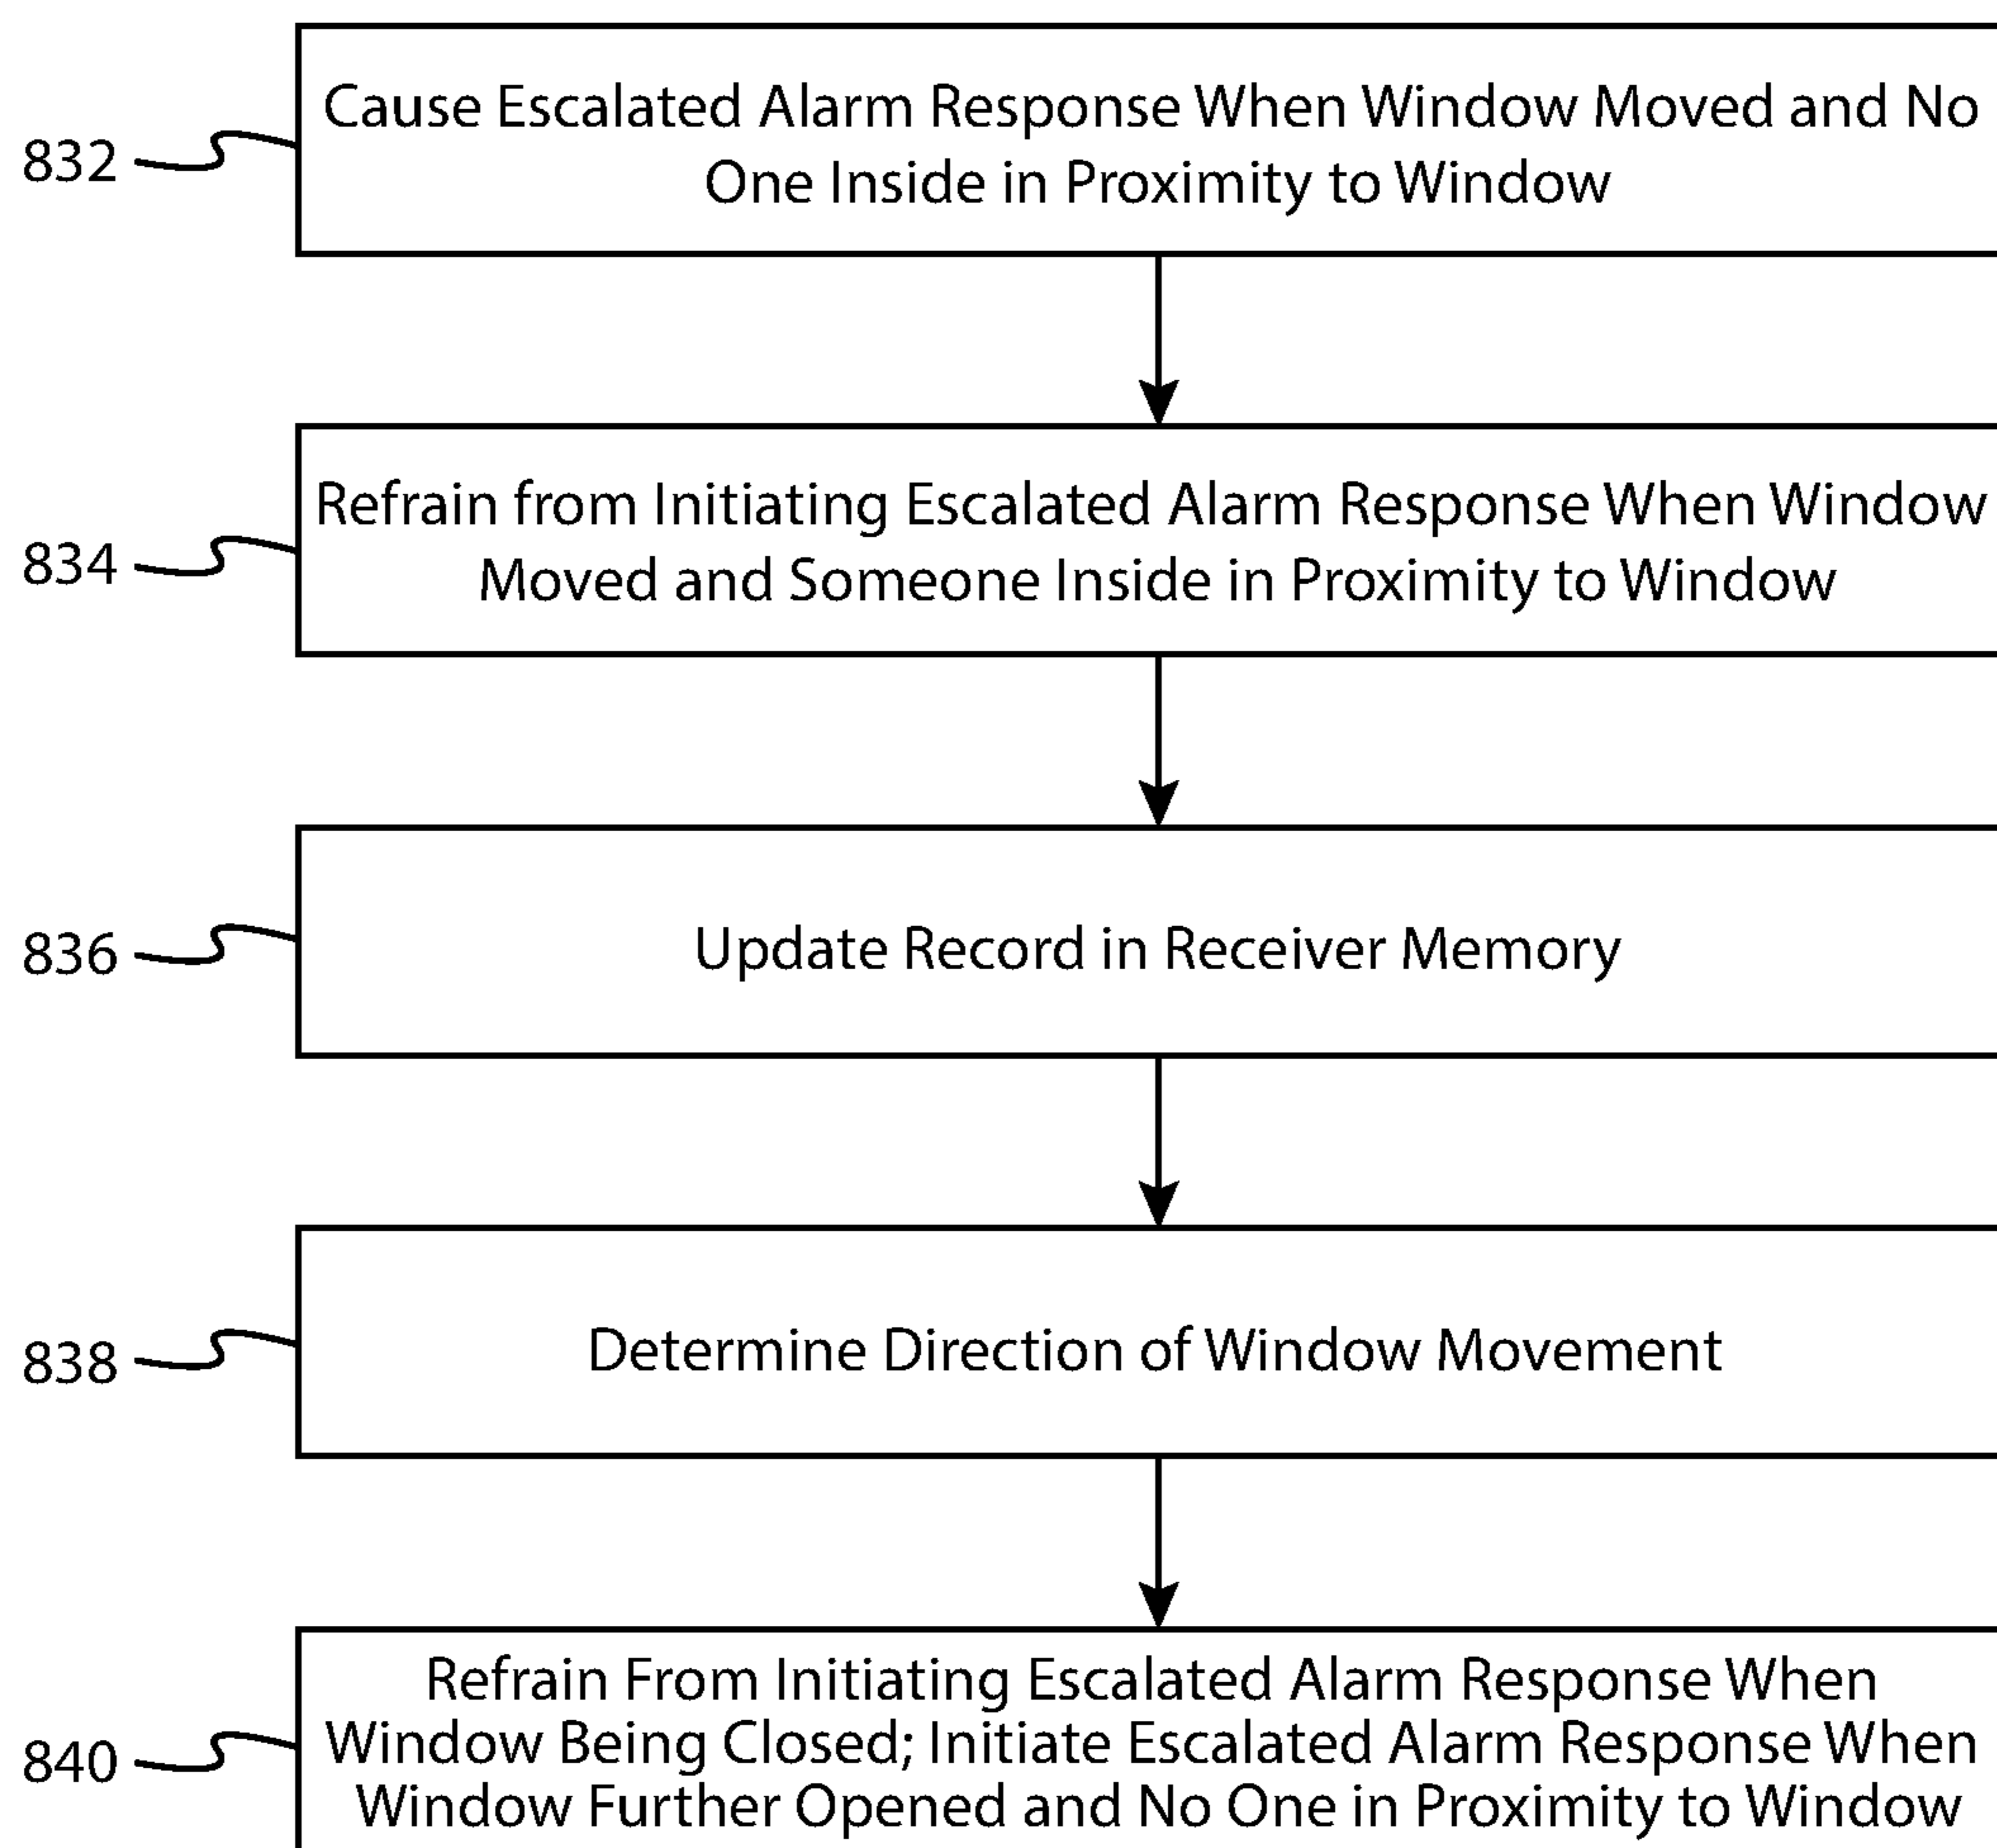 Cause Escalated Alarm Response When Window Moved and No
One Inside in Proximity to Window
832
Refrain from Initiating Escalated Alarm Response When Window
Moved and Someone Inside in Proximity to Window
834
Update Record in Receiver Memory
836
Determine Direction of Window Movement
838
Refrain From Initiating Escalated Alarm Response When
Window Being Closed; Initiate Escalated Alarm Response When
Window Further Opened and No One in Proximity to Window
840